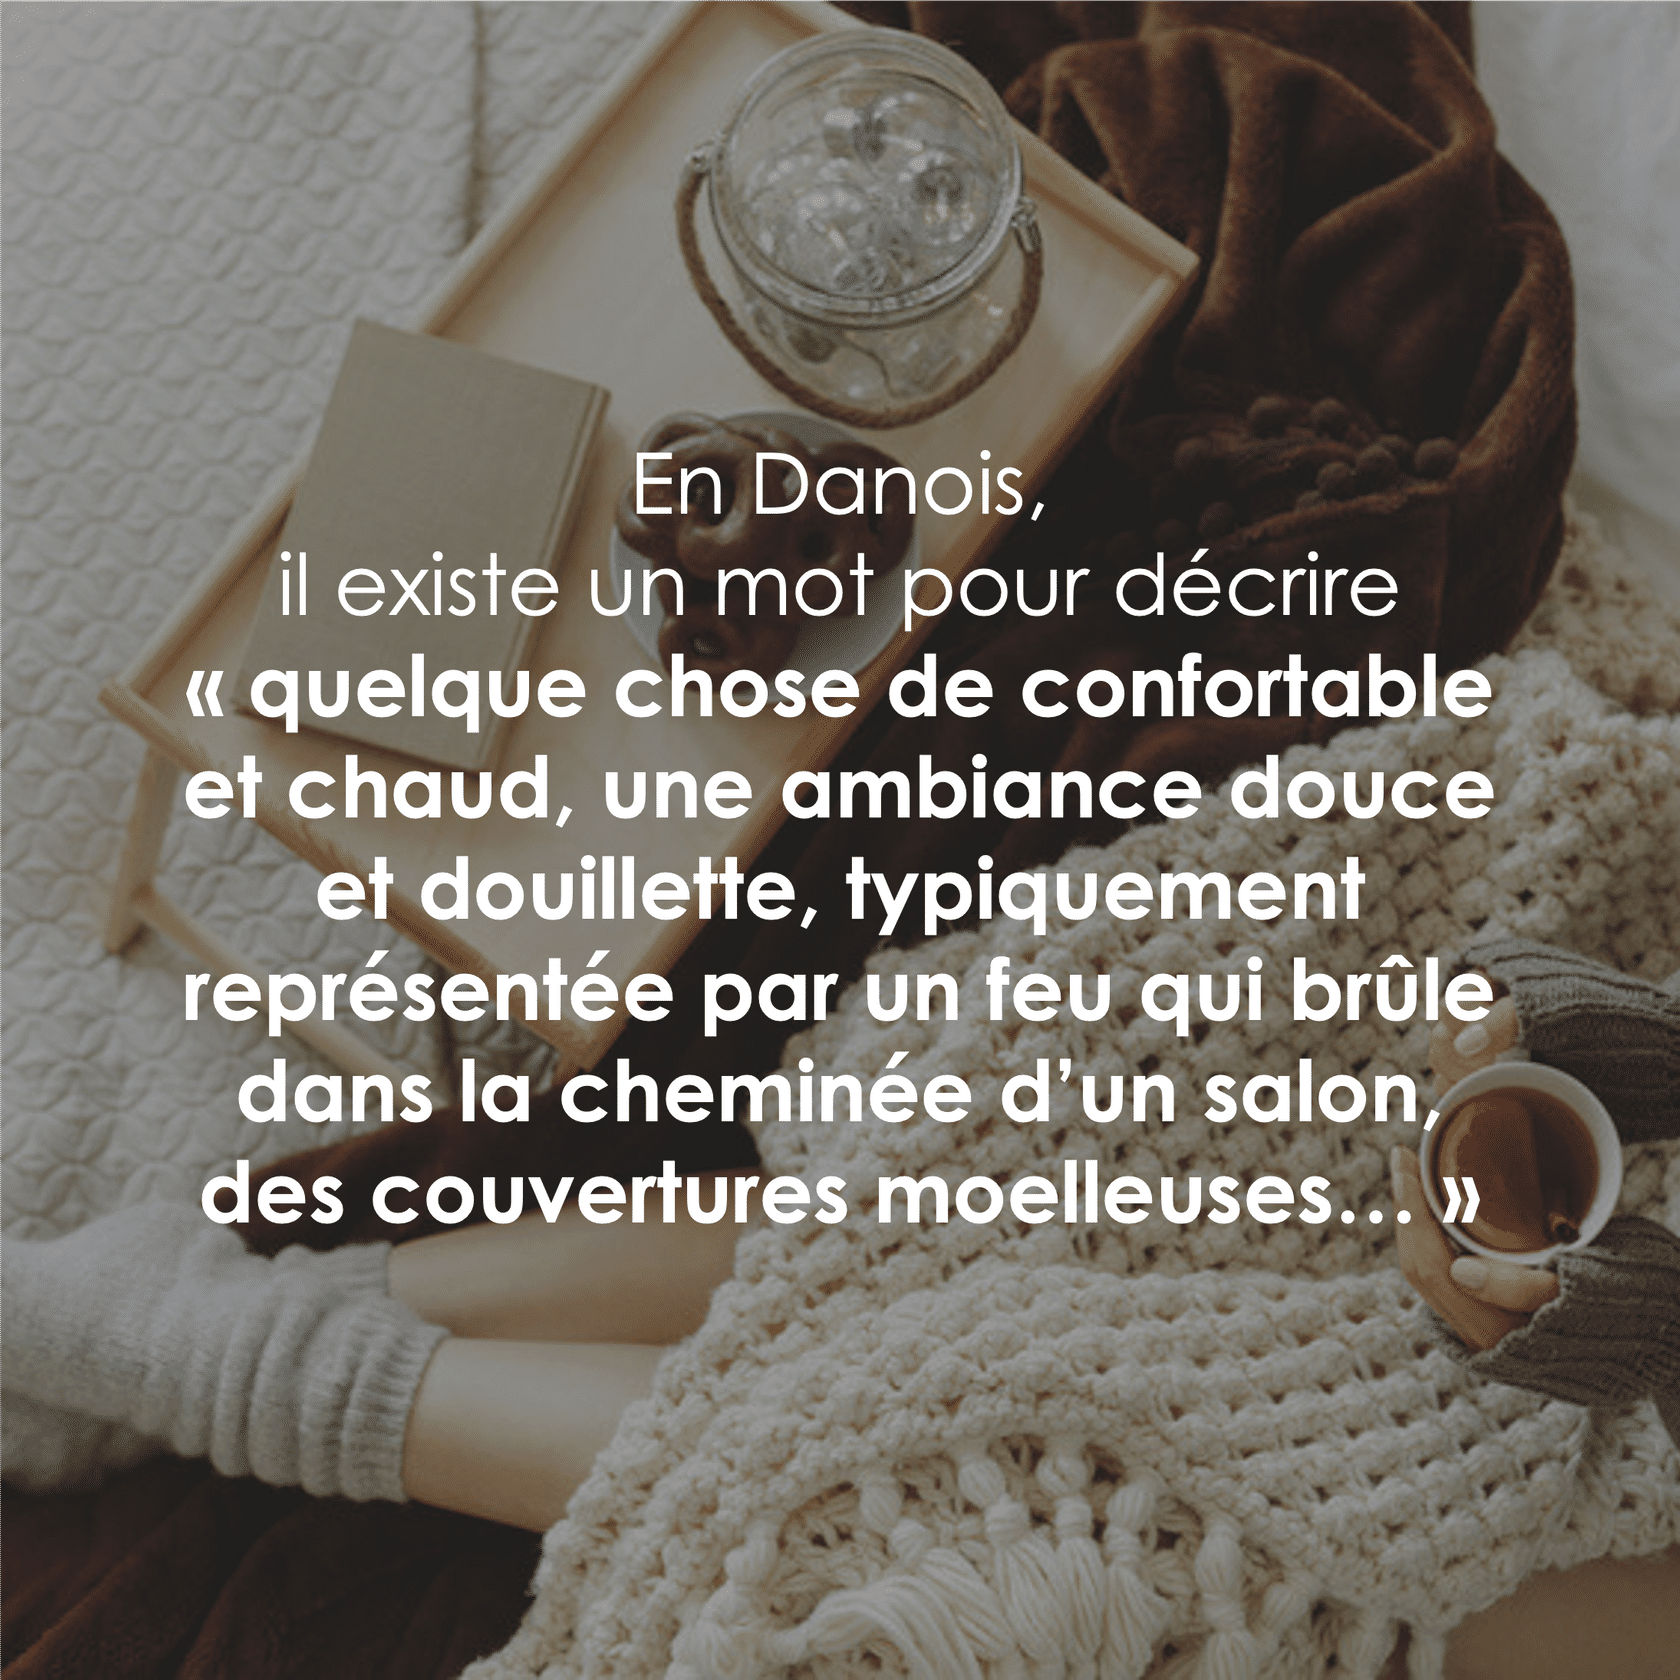 En Danois,
il existe un mot pour décrire
« quelque chose de confortable
et chaud, une ambiance douce
et douillette, typiquement
représentée par un feu qui brûle
dans la cheminée d’un salon,
des couvertures moelleuses... »